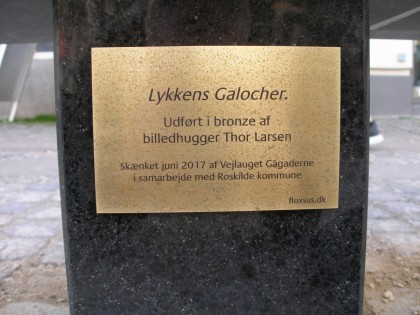 Lykkens Galocher.
Udført i bronze af
billedhugger Thor Larsen
Skænket juni 2017 af Vejlauget Gågaderne
i samarbejde med Roskilde kommune
fluxsus.dk